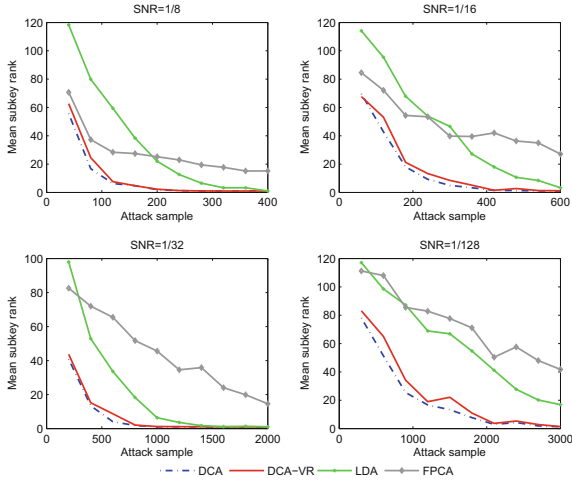 SNR=1/8
Mean subkey rank
120
100
80
60
40
20
0
0 100 200 300 400
Attack sample
SNR=1/16
Mean subkey rank
120
100
80
60
40
20
0
0 200 400 600
Attack sample
SNR=1/32
Mean subkey rank
100
80
60
40
20
0
0 500 1000 1500 2000
Attack sample
SNR=1/128
Mean subkey rank
120
100
80
60
40
20
0
0 1000 2000 3000
Attack sample
DCA DCA−VR LDA FPCA